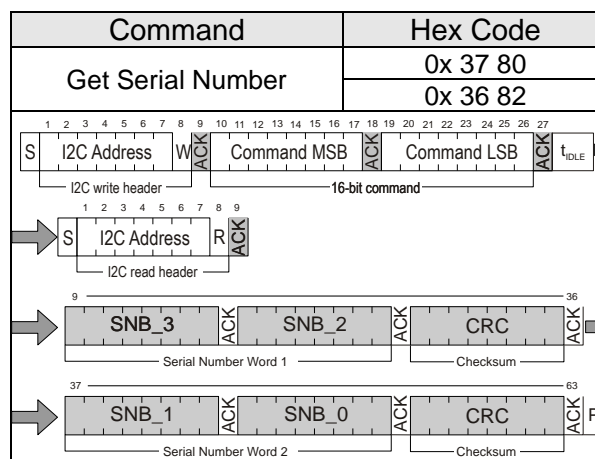 Command Hex Code
Get Serial Number 0x 37 80
0x 36 82
1 2 3 4 5 6 7 8 9 10 11 12 13 14 15 16 17 18 19 20 21 22 23 24 25 26 27
S I2C Address W ACK Command MSB ACK Command LSB ACK tIDLE
I2C write header 16-bit command
1 2 3 4 5 6 7 8 9
S I2C Address R ACK
I2C read header
9 36
SNB_3 ACK SNB_2 ACK CRC ACK
Serial Number Word 1 Checksum
37 63
SNB_1 ACK SNB_0 ACK CRC ACK P
Serial Number Word 2 Checksum